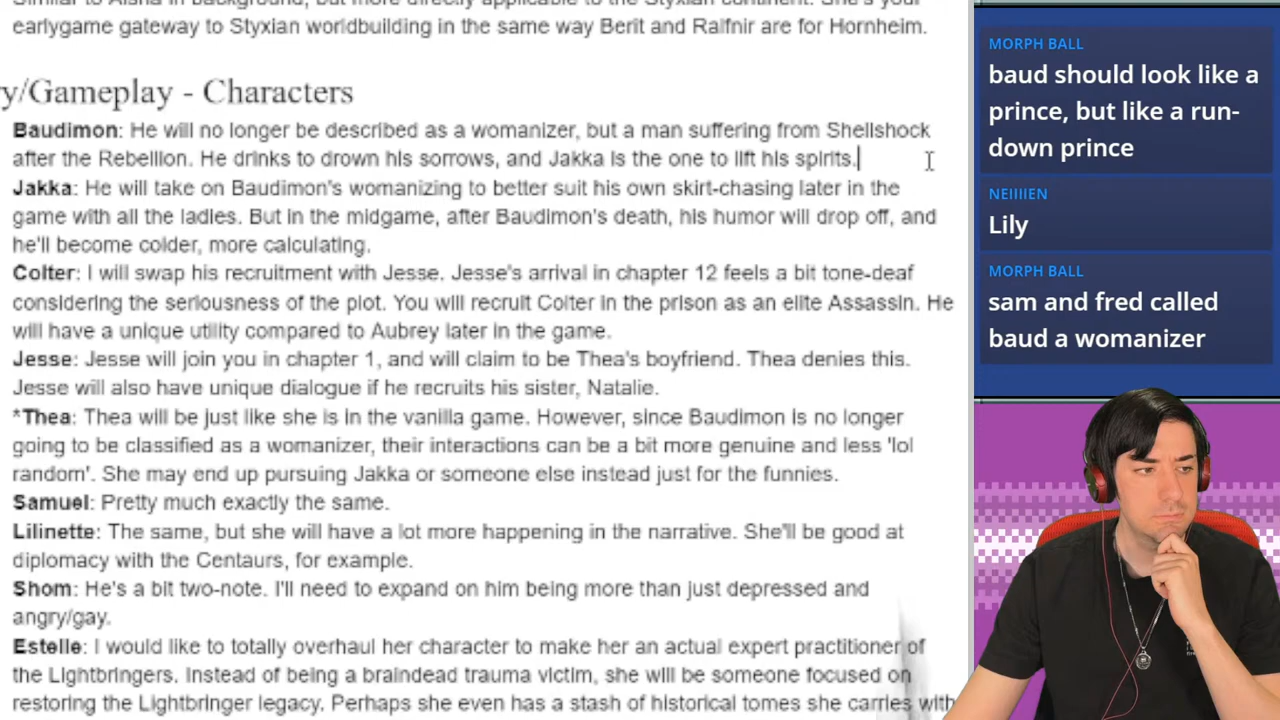 Similar to Aisha in background, but more directly applicable to the Styxian continent. She's your
earlygame gateway to Styxian worldbuilding in the same way Berit and Ralfnir are for Hornheim.
y/Gameplay - Characters
Baudimon: He will no longer be described as a womanizer, but a man suffering from Shellshock
after the Rebellion. He drinks to drown his sorrows, and Jakka is the one to lift his spirits.
Jakka: He will take on Baudimon's womanizing to better suit his own skirt-chasing later in the
game with all the ladies. But in the midgame, after Baudimon's death, his humor will drop off, and
he'll become colder, more calculating.
Colter: I will swap his recruitment with Jesse. Jesse's arrival in chapter 12 feels a bit tone-deaf
considering the seriousness of the plot. You will recruit Colter in the prison as an elite Assassin. He
will have a unique utility compared to Aubrey later in the game.
Jesse: Jesse will join you in chapter 1, and will claim to be Thea's boyfriend. Thea denies this.
Jesse will also have unique dialogue if he recruits his sister, Natalie.
*Thea: Thea will be just like she is in the vanilla game. However, since Baudimon is no longer
going to be classified as a womanizer, their interactions can be a bit more genuine and less 'lol
random'. She may end up pursuing Jakka or someone else instead just for the funnies.
Samuel: Pretty much exactly the same.
Lilinette: The same, but she will have a lot more happening in the narrative. She'll be good at
diplomacy with the Centaurs, for example.
Shom: He's a bit two-note. I'll need to expand on him being more than just depressed and
angry/gay.
Estelle: I would like to totally overhaul her character to make her an actual expert practitioner of
the Lightbringers. Instead of being a braindead trauma victim, she will be someone focused on
restoring the Lightbringer legacy. Perhaps she even has a stash of historical tomes she carries with
MORPH BALL
baud should look like a
prince, but like a run-
down prince
NEIIIIEN
Lily
MORPH BALL
sam and fred called
baud a womanizer